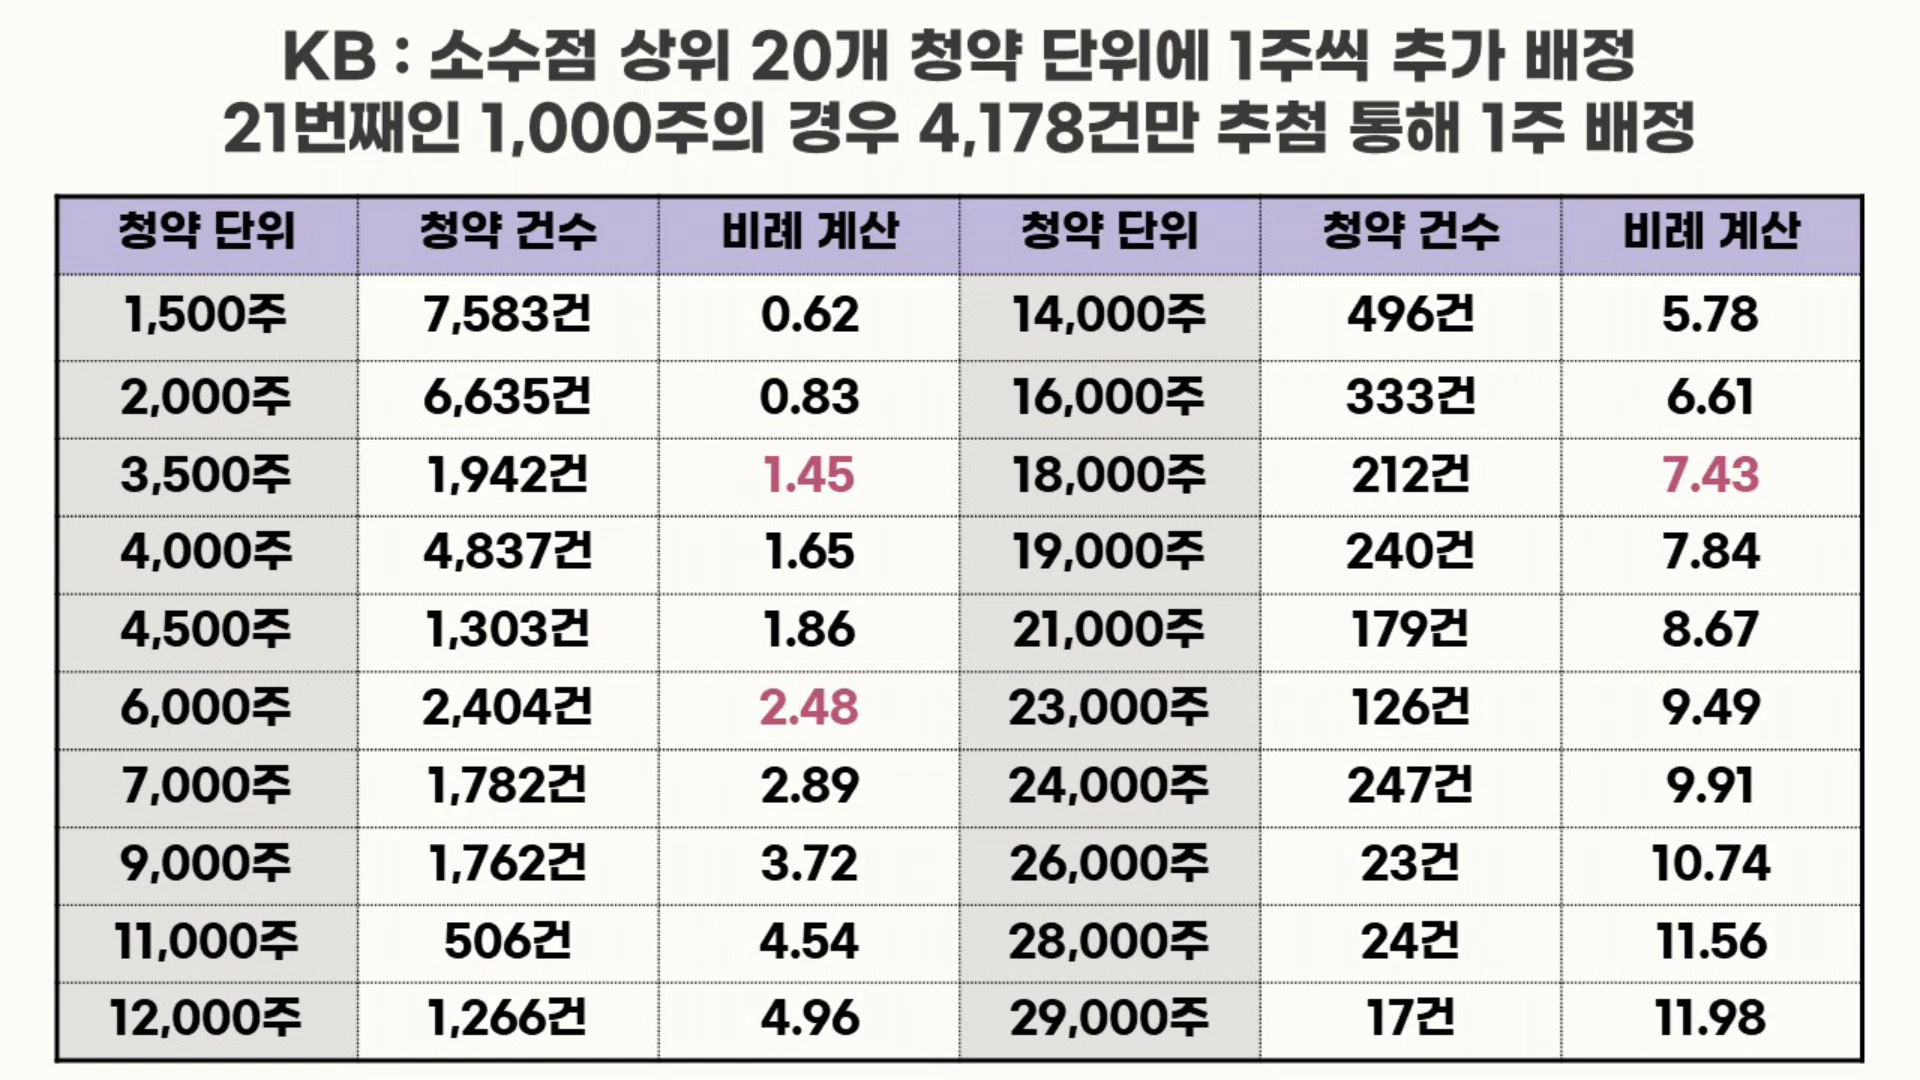 KB : 소수점 상위 20개 청약 단위에 1주씩 추가 배정
21번째인 1,000주의 경우 4,178건만 추첨 통해 1주 배정
청약 단위 청약 건수 비례 계산 청약 단위 청약 건수 비례 계산
1,500주 7,583건 0.62 14,000주 496건 5.78
2,000주 6,635건 0.83 16,000주 333건 6.61
3,500주 1,942건 1.45 18,000주 212건 7.43
4,000주 4,837건 1.65 19,000주 240건 7.84
4,500주 1,303건 1.86 21,000주 179건 8.67
6,000주 2,404건 2.48 23,000주 126건 9.49
7,000주 1,782건 2.89 24,000주 247건 9.91
9,000주 1,762건 3.72 26,000주 23건 10.74
11,000주 506건 4.54 28,000주 24건 11.56
12,000주 1,266건 4.96 29,000주 17건 11.98